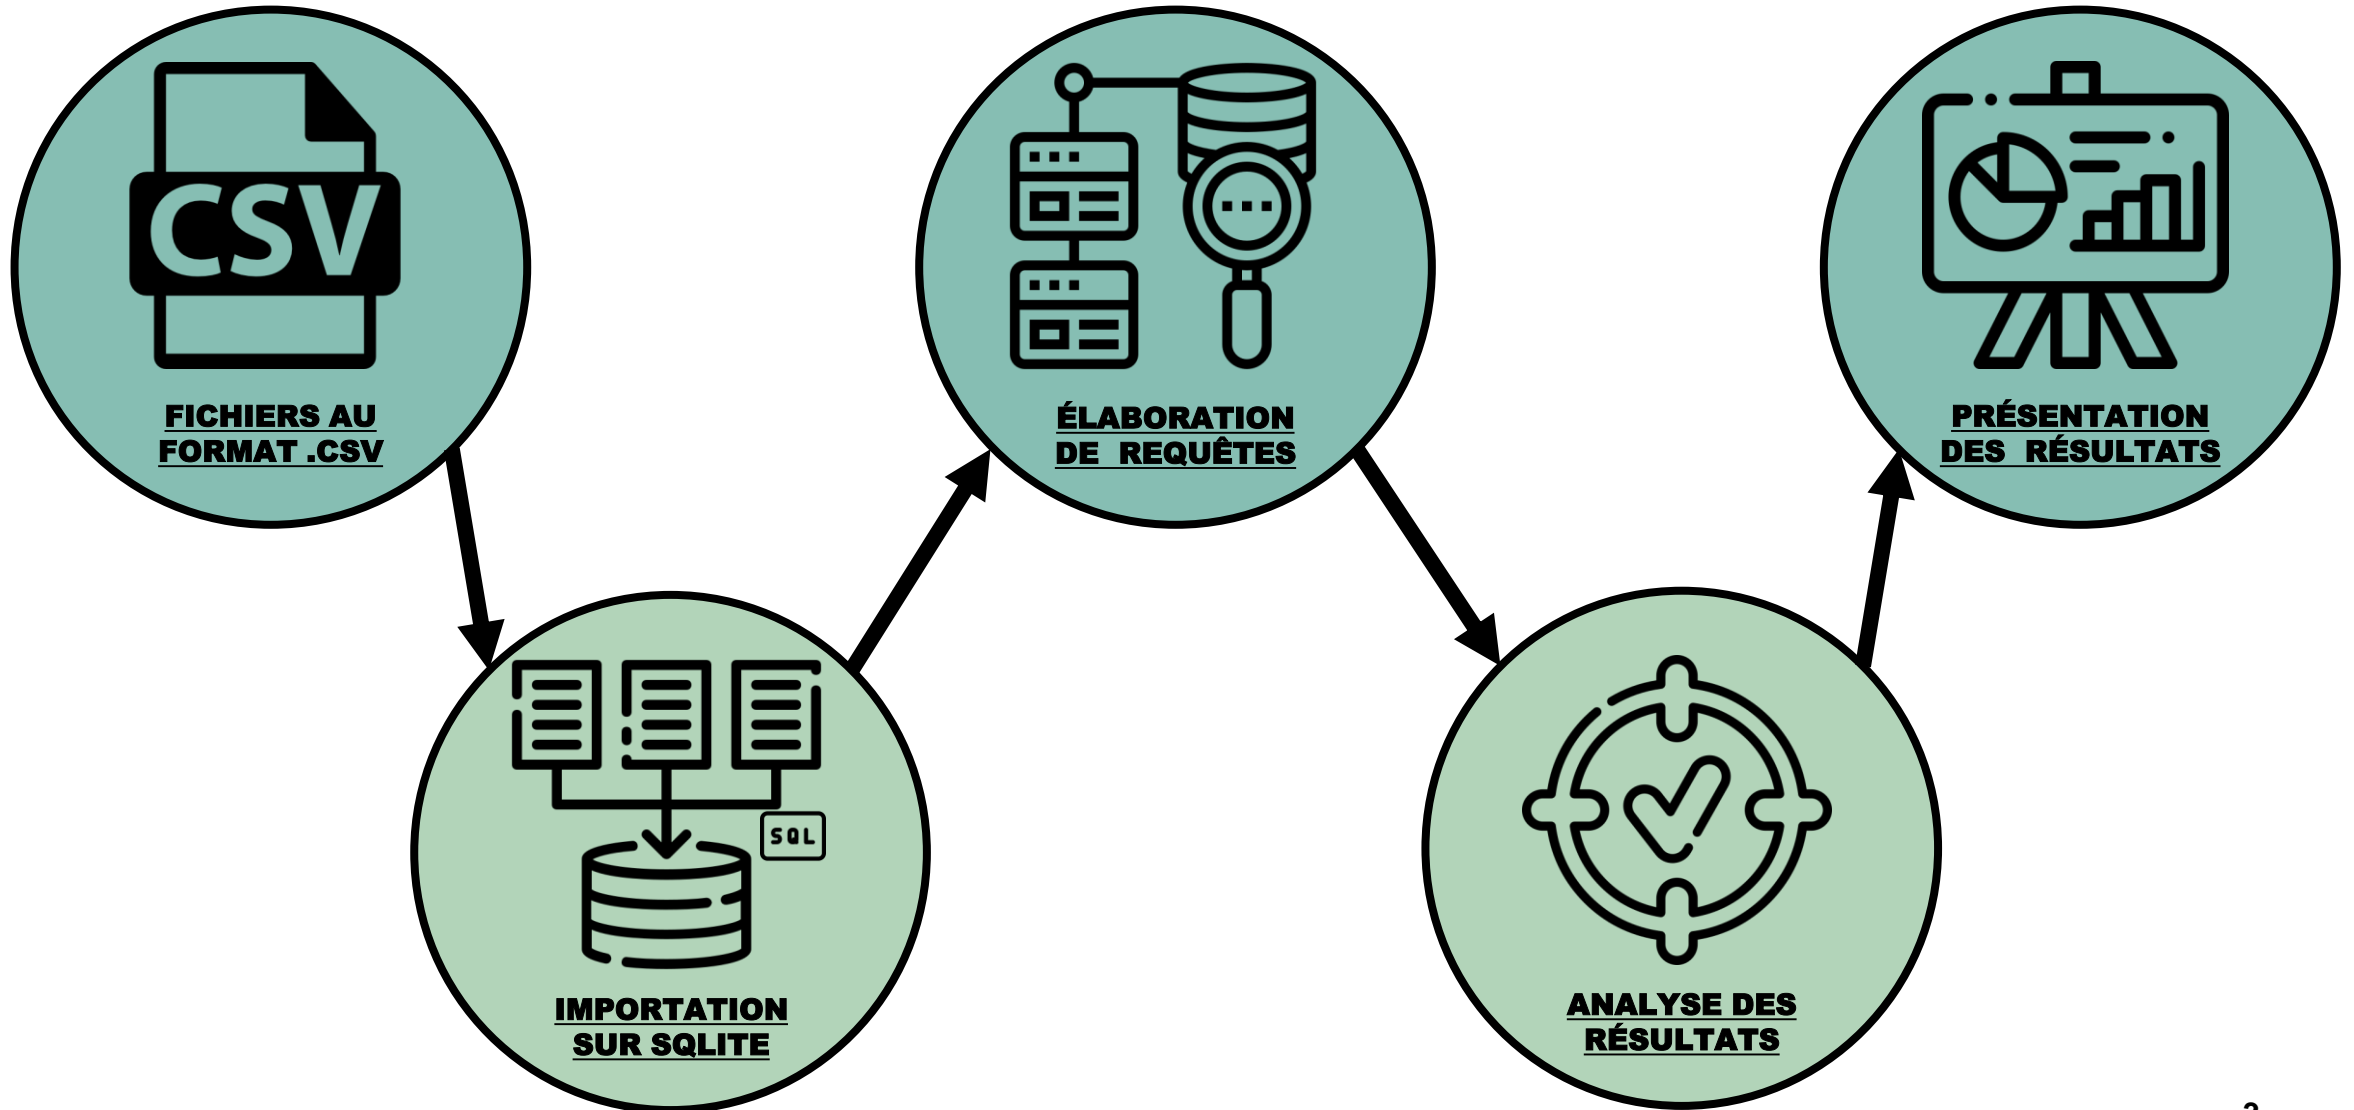 CSV
FICHIERS AU
FORMAT .CSV
SQL
IMPORTATION
SUR SQLITE
ÉLABORATION
DE REQUÊTES
ANALYSE DES
RÉSULTATS
PRÉSENTATION
DES RÉSULTATS